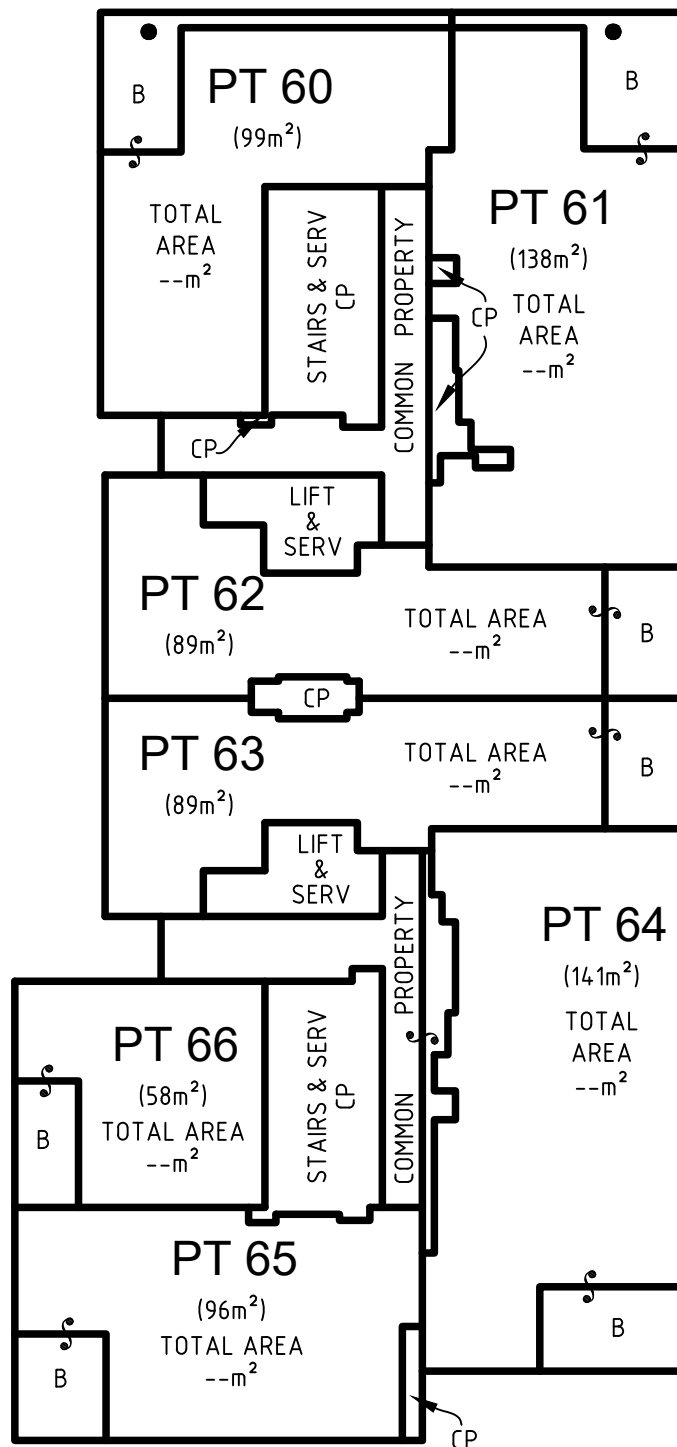 B
PT 60
(99m²)
TOTAL
AREA
--m²
STAIRS & SERV
CP
COMMON PROPERTY
B
PT 61
(138m²)
TOTAL
AREA
--m²
CP
CP
LIFT
&
SERV
PT 62
(89m²)
TOTAL AREA
--m²
B
CP
PT 63
(89m²)
TOTAL AREA
--m²
B
LIFT
&
SERV
PT 64
(141m²)
TOTAL
AREA
--m²
B
COMMON PROPERTY
STAIRS & SERV
CP
PT 66
(58m²)
TOTAL AREA
--m²
B
PT 65
(96m²)
TOTAL AREA
--m²
B
CP